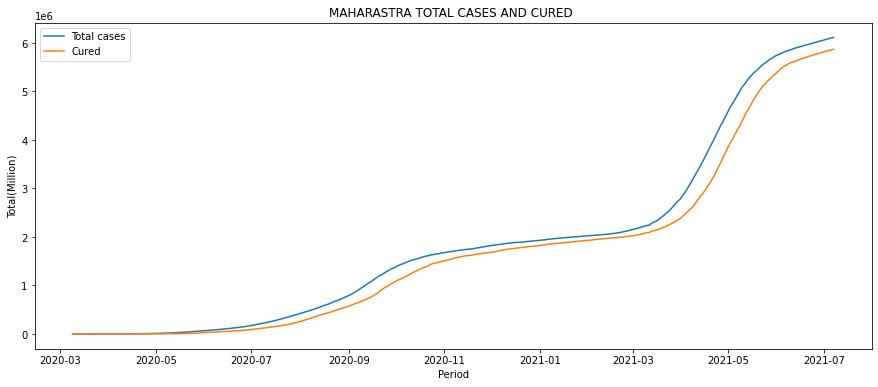 MAHARASTRA TOTAL CASES AND CURED
1e6
Total cases
Cured
6
5
4
3
2
1
0
Total(Million)
2020-03 2020-05 2020-07 2020-09 2020-11 2021-01 2021-03 2021-05 2021-07
Period